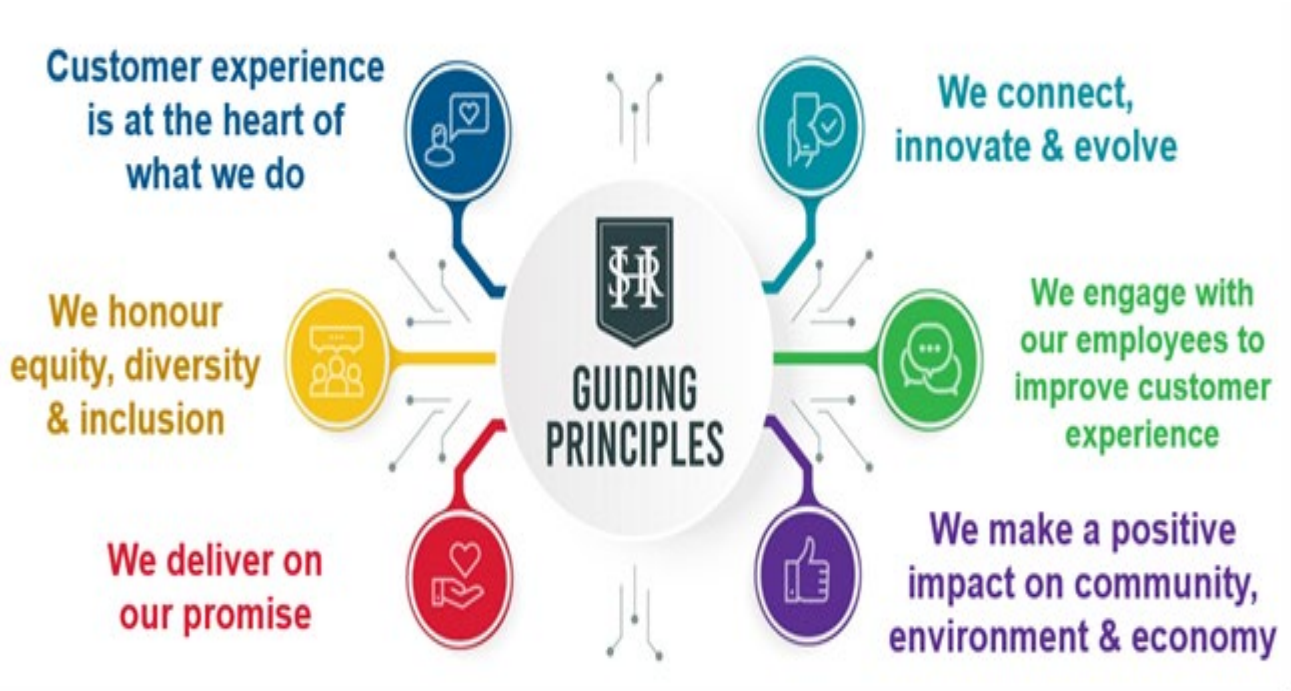 Customer experience
is at the heart of
what we do
We connect,
innovate & evolve
We honour
equity, diversity
& inclusion
SHR
GUIDING
PRINCIPLES
We engage with
our employees to
improve customer
experience
We deliver on
our promise
We make a positive
impact on community,
environment & economy